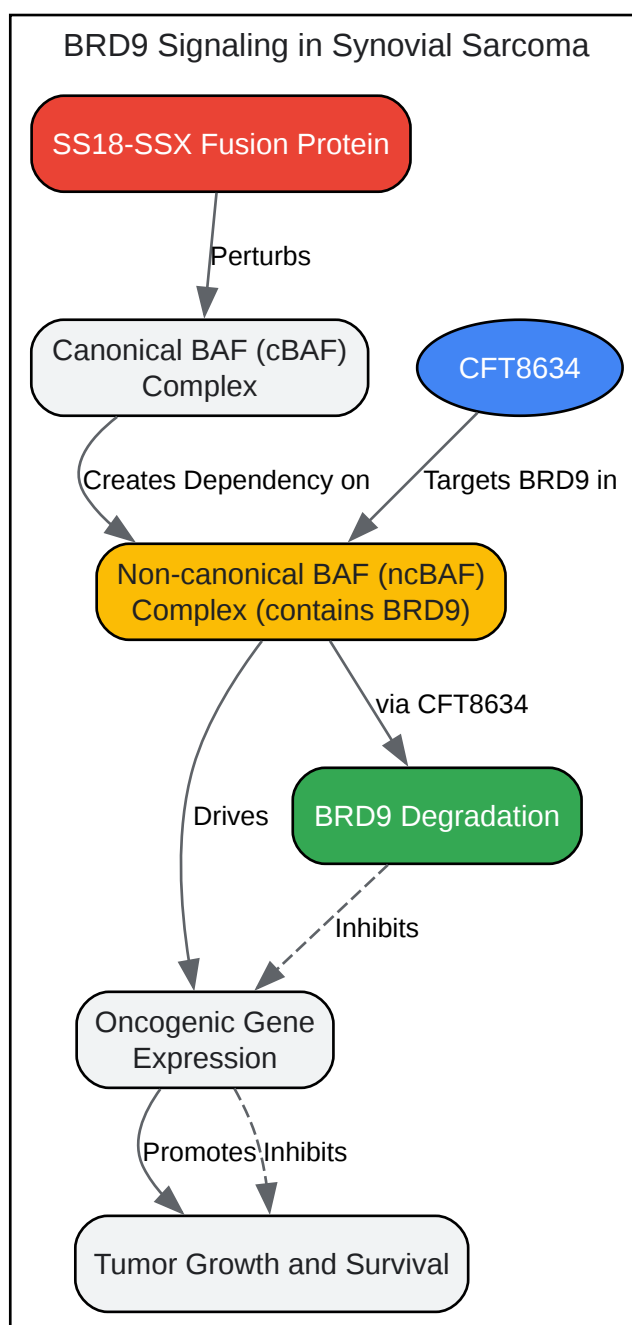 BRD9 Signaling in Synovial Sarcoma
SS18-SSX Fusion Protein
Perturbs
Canonical BAF (cBAF)
Complex
CFT8634
Creates Dependency on
Targets BRD9 in
Non-canonical BAF (ncBAF)
Complex (contains BRD9)
via CFT8634
Drives
BRD9 Degradation
Inhibits
Oncogenic Gene
Expression
Promotes
Inhibits
Tumor Growth and Survival